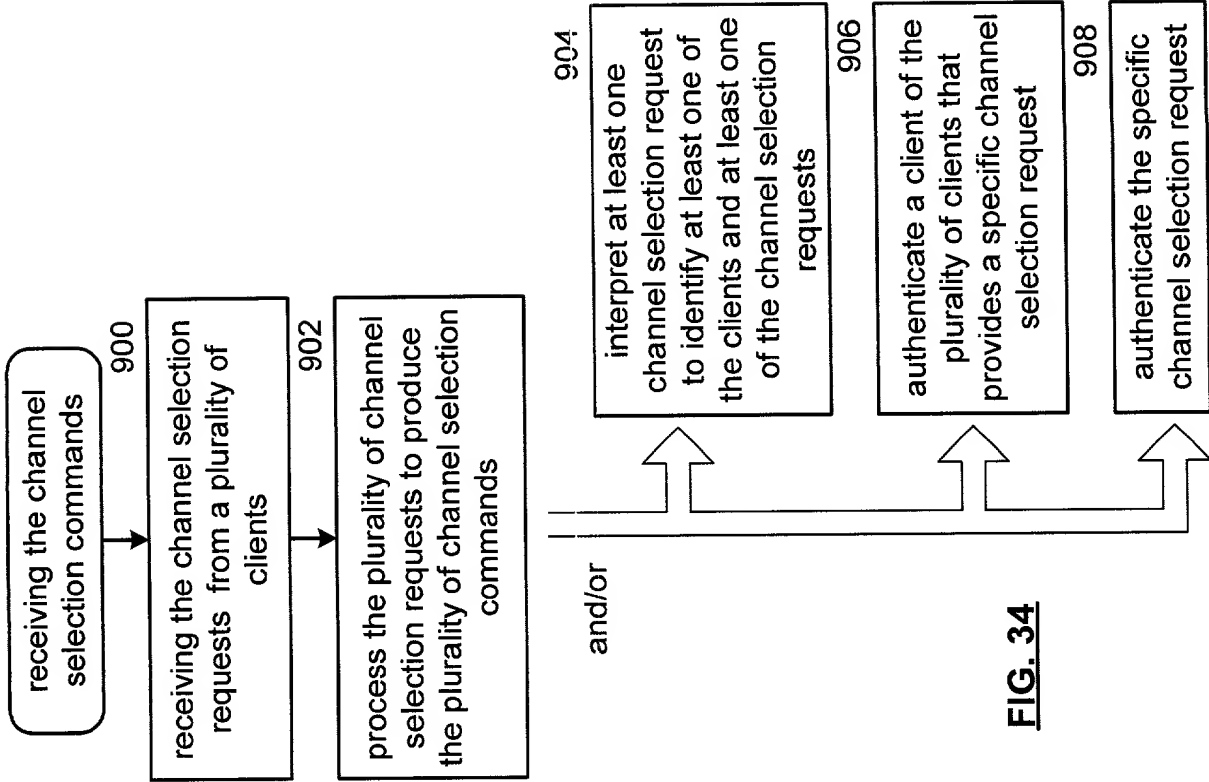 receiving the channel
selection commands
900
receiving the channel selection
requests from a plurality of
clients
902
process the plurality of channel
selection requests to produce
the plurality of channel selection
commands
and/or
904
interpret at least one
channel selection request
to identify at least one of
the clients and at least one
of the channel selection
requests
906
authenticate a client of the
plurality of clients that
provides a specific channel
selection request
908
authenticate the specific
channel selection request
FIG. 34